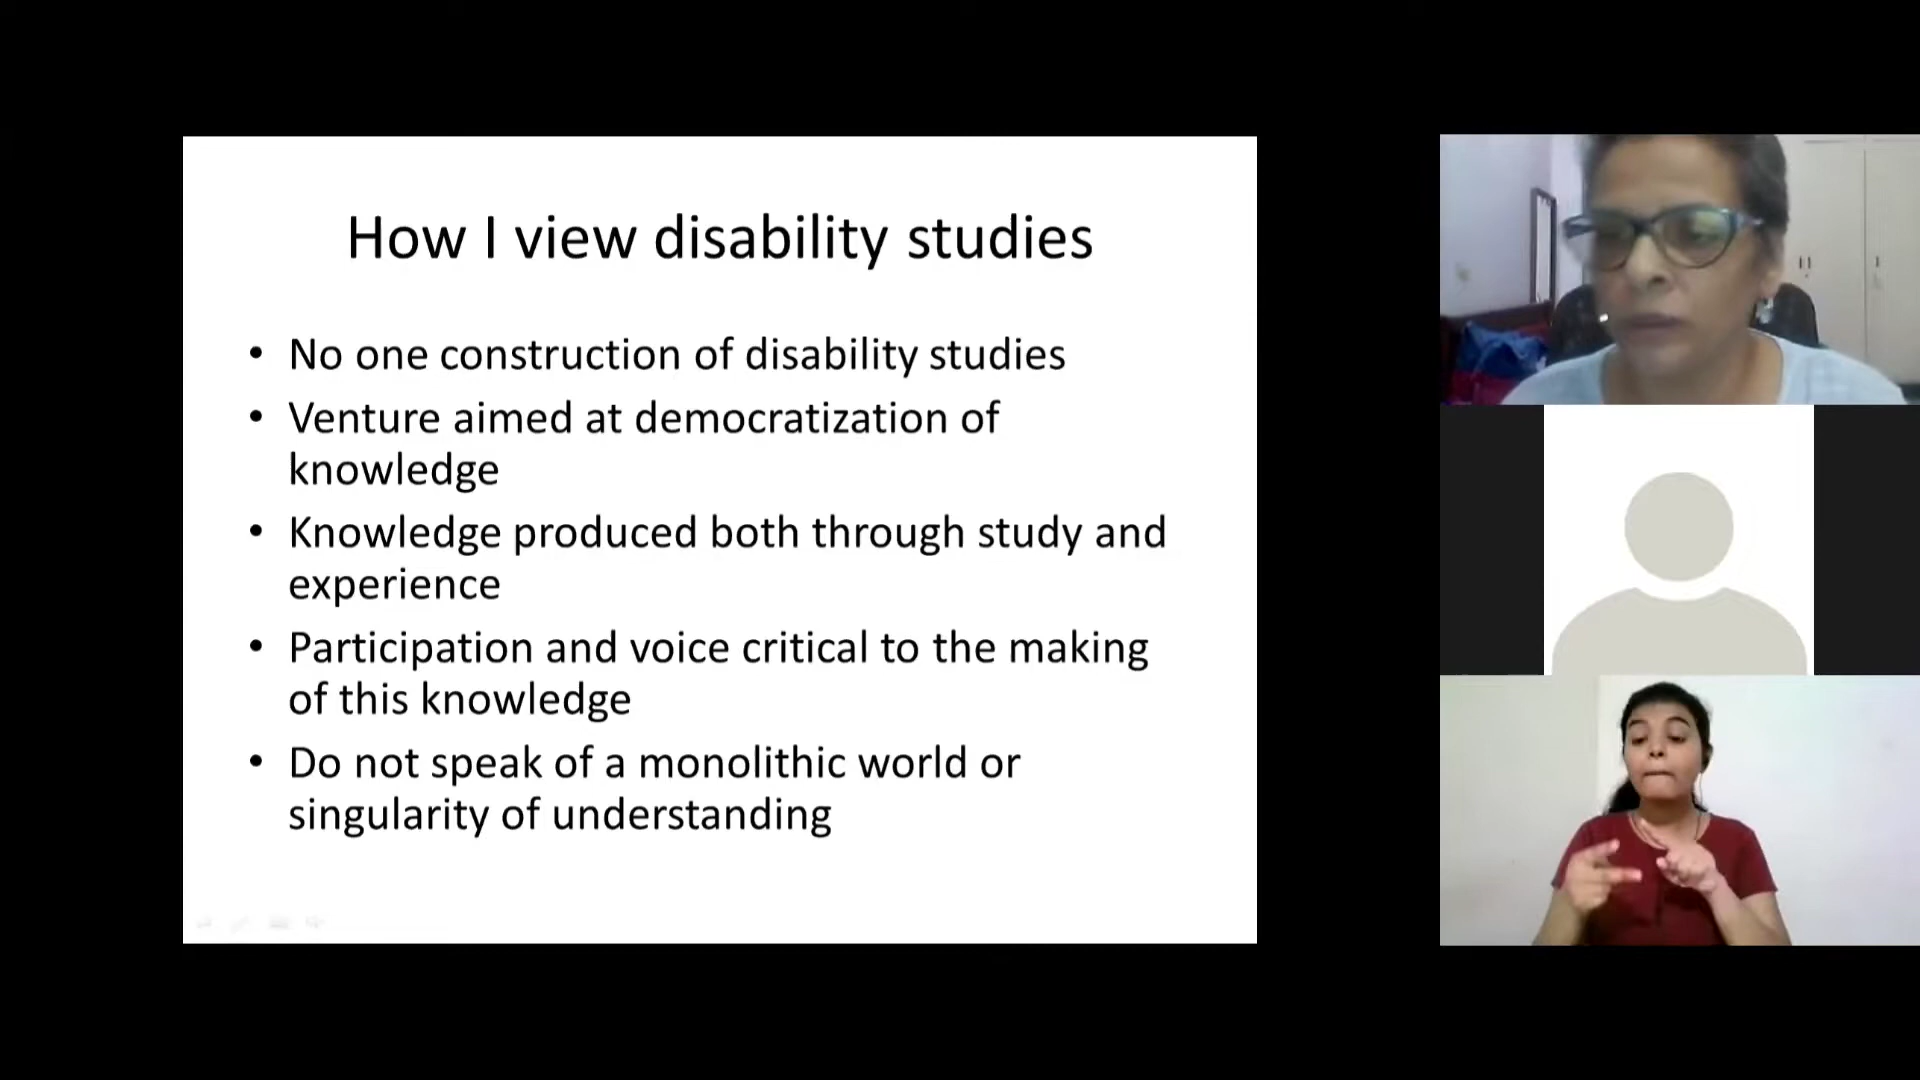 How I view disability studies
• No one construction of disability studies
• Venture aimed at democratization of
knowledge
• Knowledge produced both through study and
experience
• Participation and voice critical to the making
of this knowledge
• Do not speak of a monolithic world or
singularity of understanding